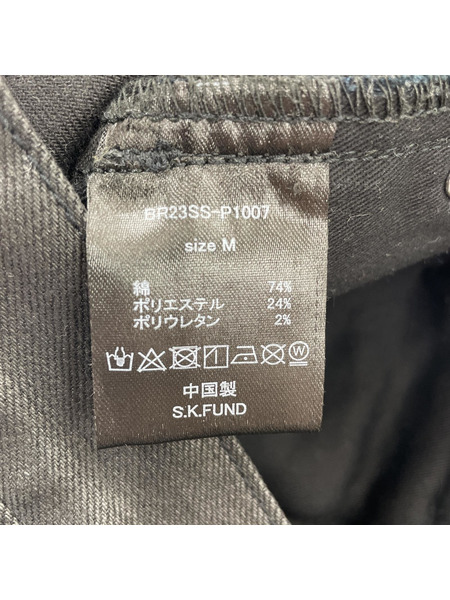 BR23SS-P1007
size M
綿 74%
ポリエステル 24%
ポリウレタン 2%
W
中国製
S.K.FUND